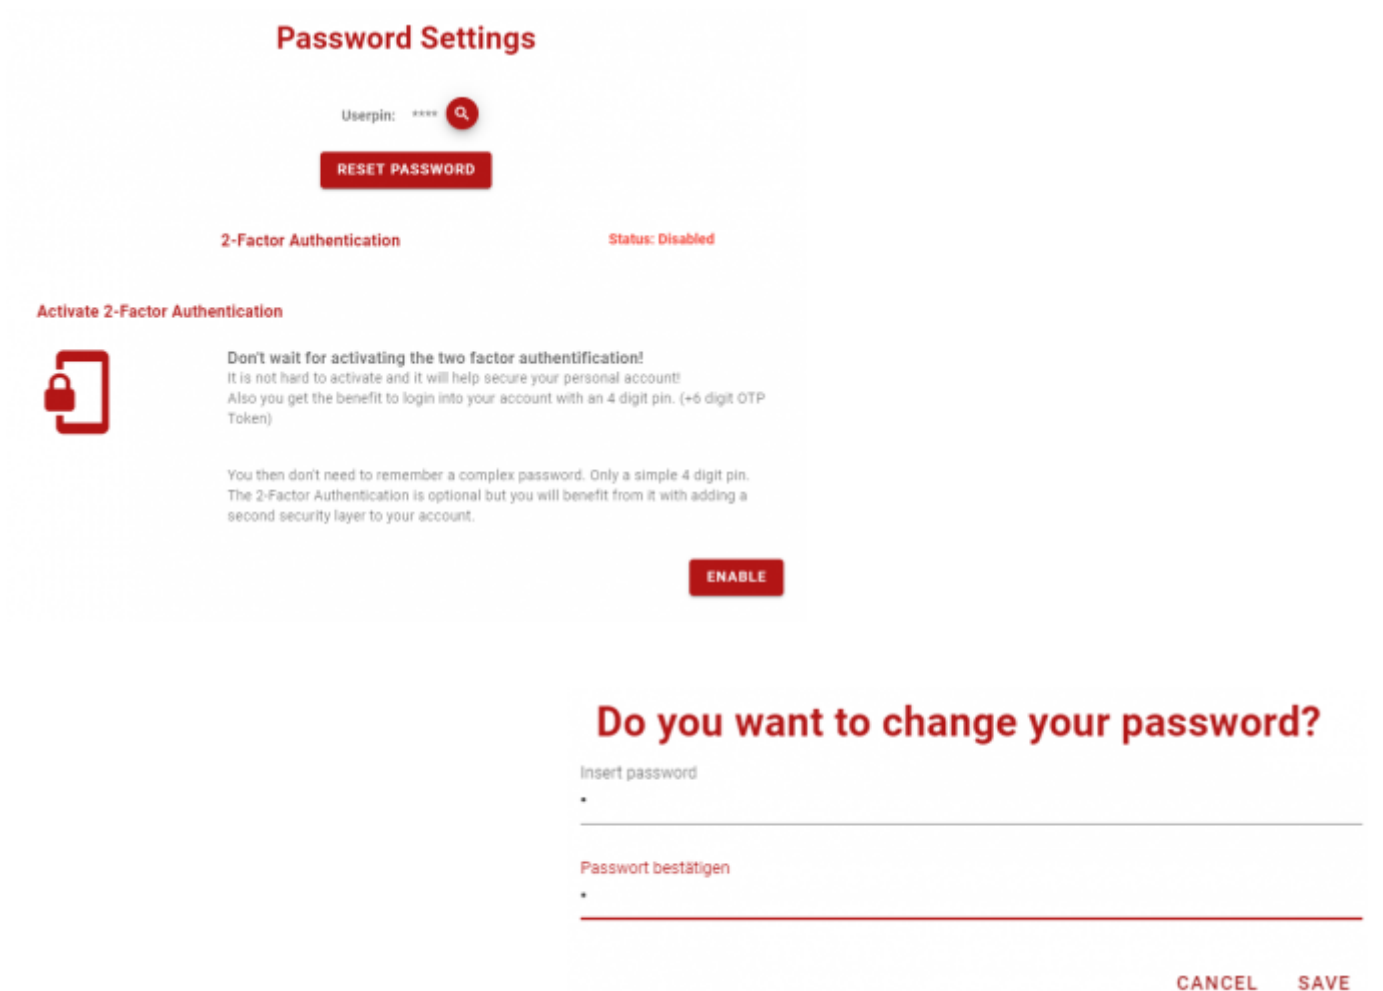 Password Settings
Userpin: ****
RESET PASSWORD
2-Factor Authentication Status: Disabled
Activate 2-Factor Authentication
Don't wait for activating the two factor authentification!
It is not hard to activate and it will help secure your personal account!
Also you get the benefit to login into your account with an 4 digit pin. (+6 digit OTP
Token)
You then don't need to remember a complex password. Only a simple 4 digit pin.
The 2-Factor Authentication is optional but you will benefit from it with adding a
second security layer to your account.
ENABLE
Do you want to change your password?
Insert password
•
Passwort bestätigen
•
CANCEL SAVE